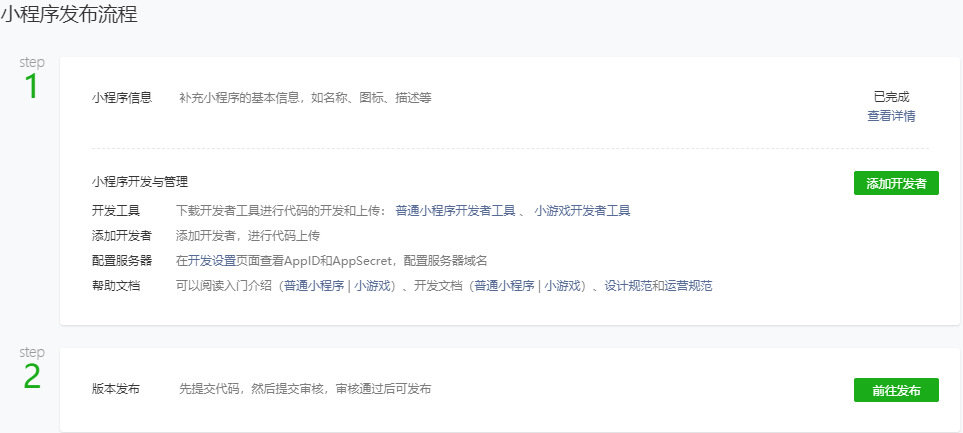 小程序发布流程
step
1
小程序信息 补充小程序的基本信息，如名称、图标、描述等 已完成
查看详情
小程序开发与管理 添加开发者
开发工具 下载开发者工具进行代码的开发和上传： 普通小程序开发者工具 、 小游戏开发者工具
添加开发者 添加开发者，进行代码上传
配置服务器 在开发设置页面查看AppID和AppSecret，配置服务器域名
帮助文档 可以阅读入门介绍（普通小程序 | 小游戏）、开发文档（普通小程序 | 小游戏）、设计规范和运营规范
step
2
版本发布 先提交代码，然后提交审核，审核通过后可发布 前往发布